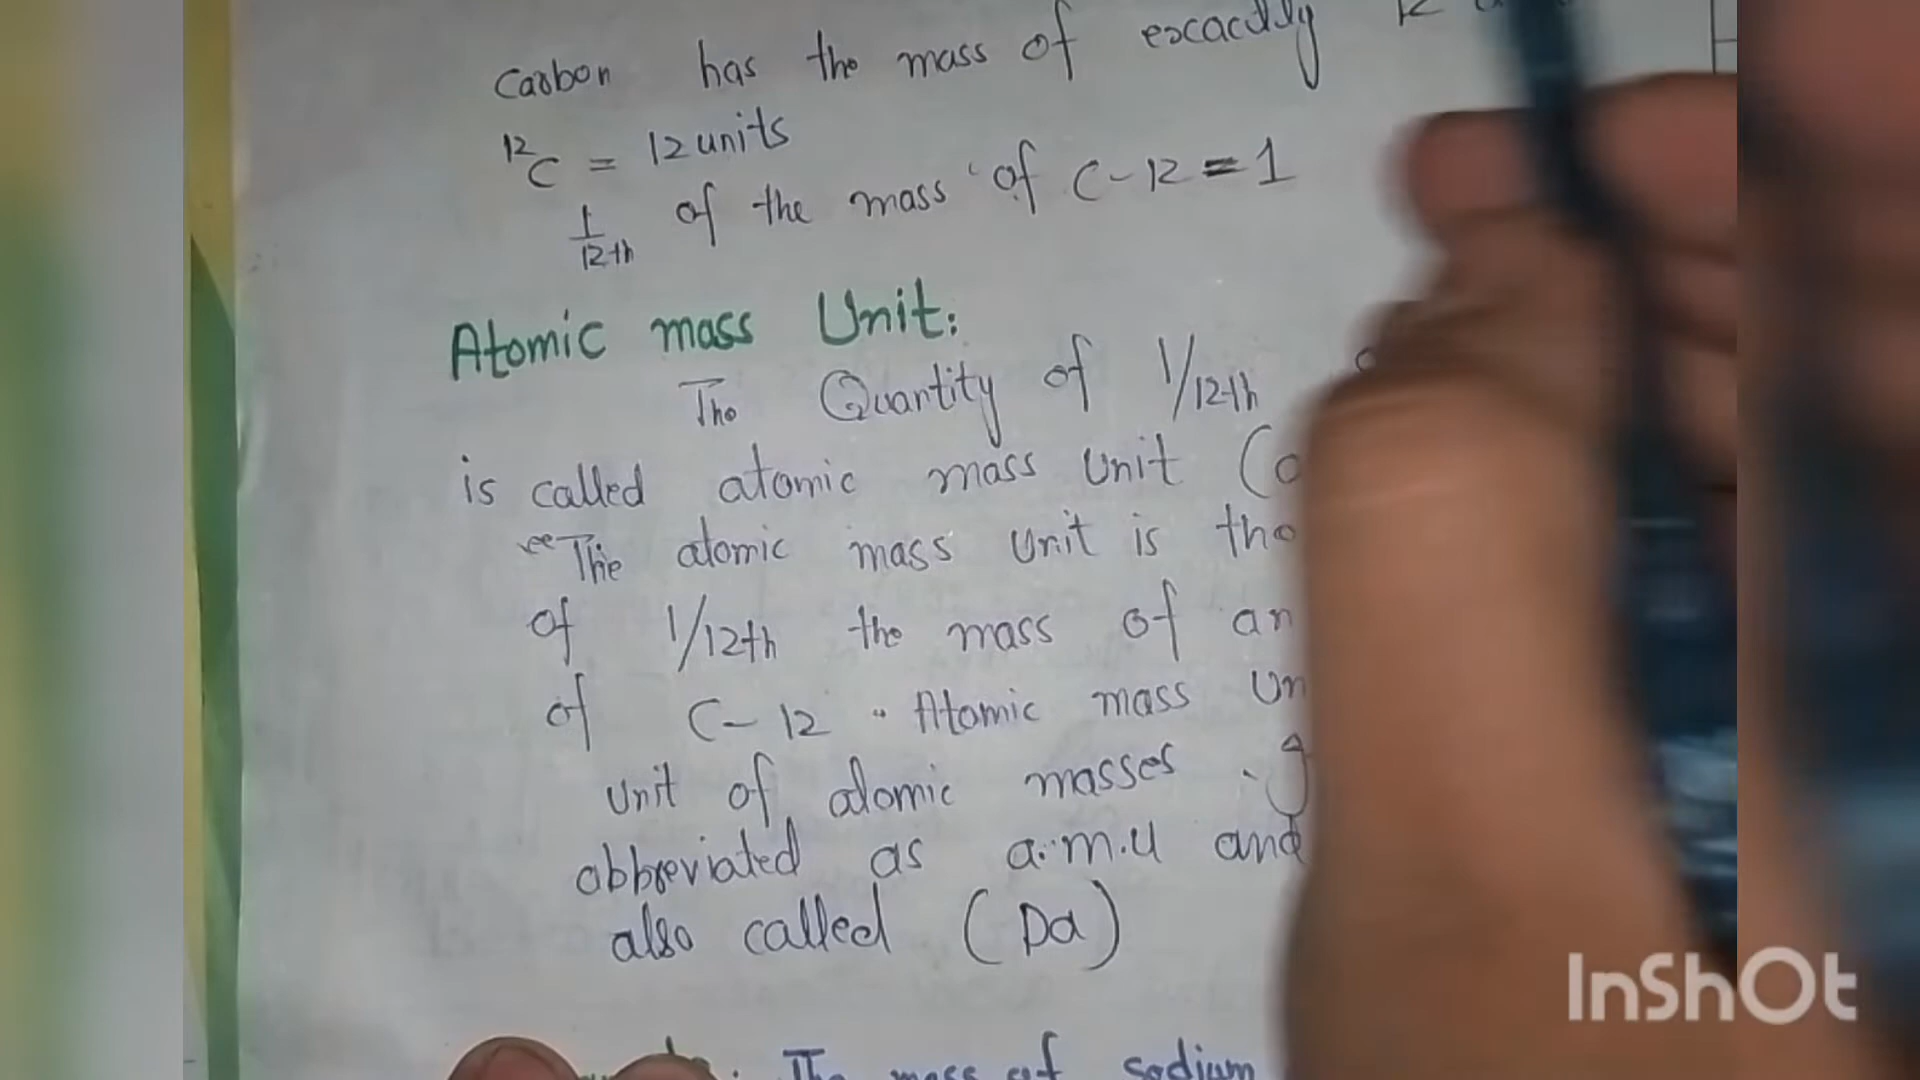 Carbon has the mass of excactly
12C = 12 units
1/12th of the mass of C-12 = 1
Atomic mass Unit:
The Quantity of 1/12th
is called atomic mass unit (a
"The atomic mass unit is the
of 1/12th the mass of an
of C-12. Atomic mass Un
unit of atomic masses.
abbreviated as a.m.u and
also called (Da)
The mass of sodium
InShOt